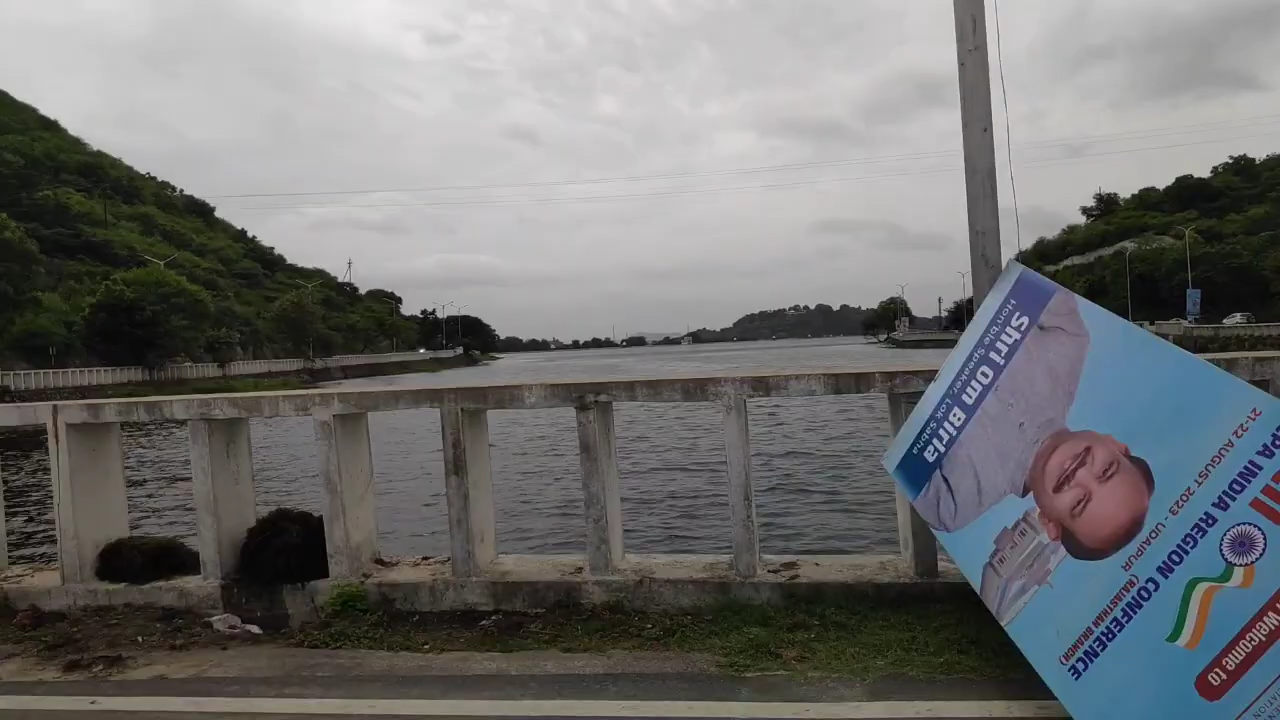 Welcome to
CPA INDIA REGION CONFERENCE
(RAJASTHAN BRANCH)
21-22 AUGUST 2023 - UDAIPUR
Shri Om Birla
Hon'ble Speaker, Lok Sabha